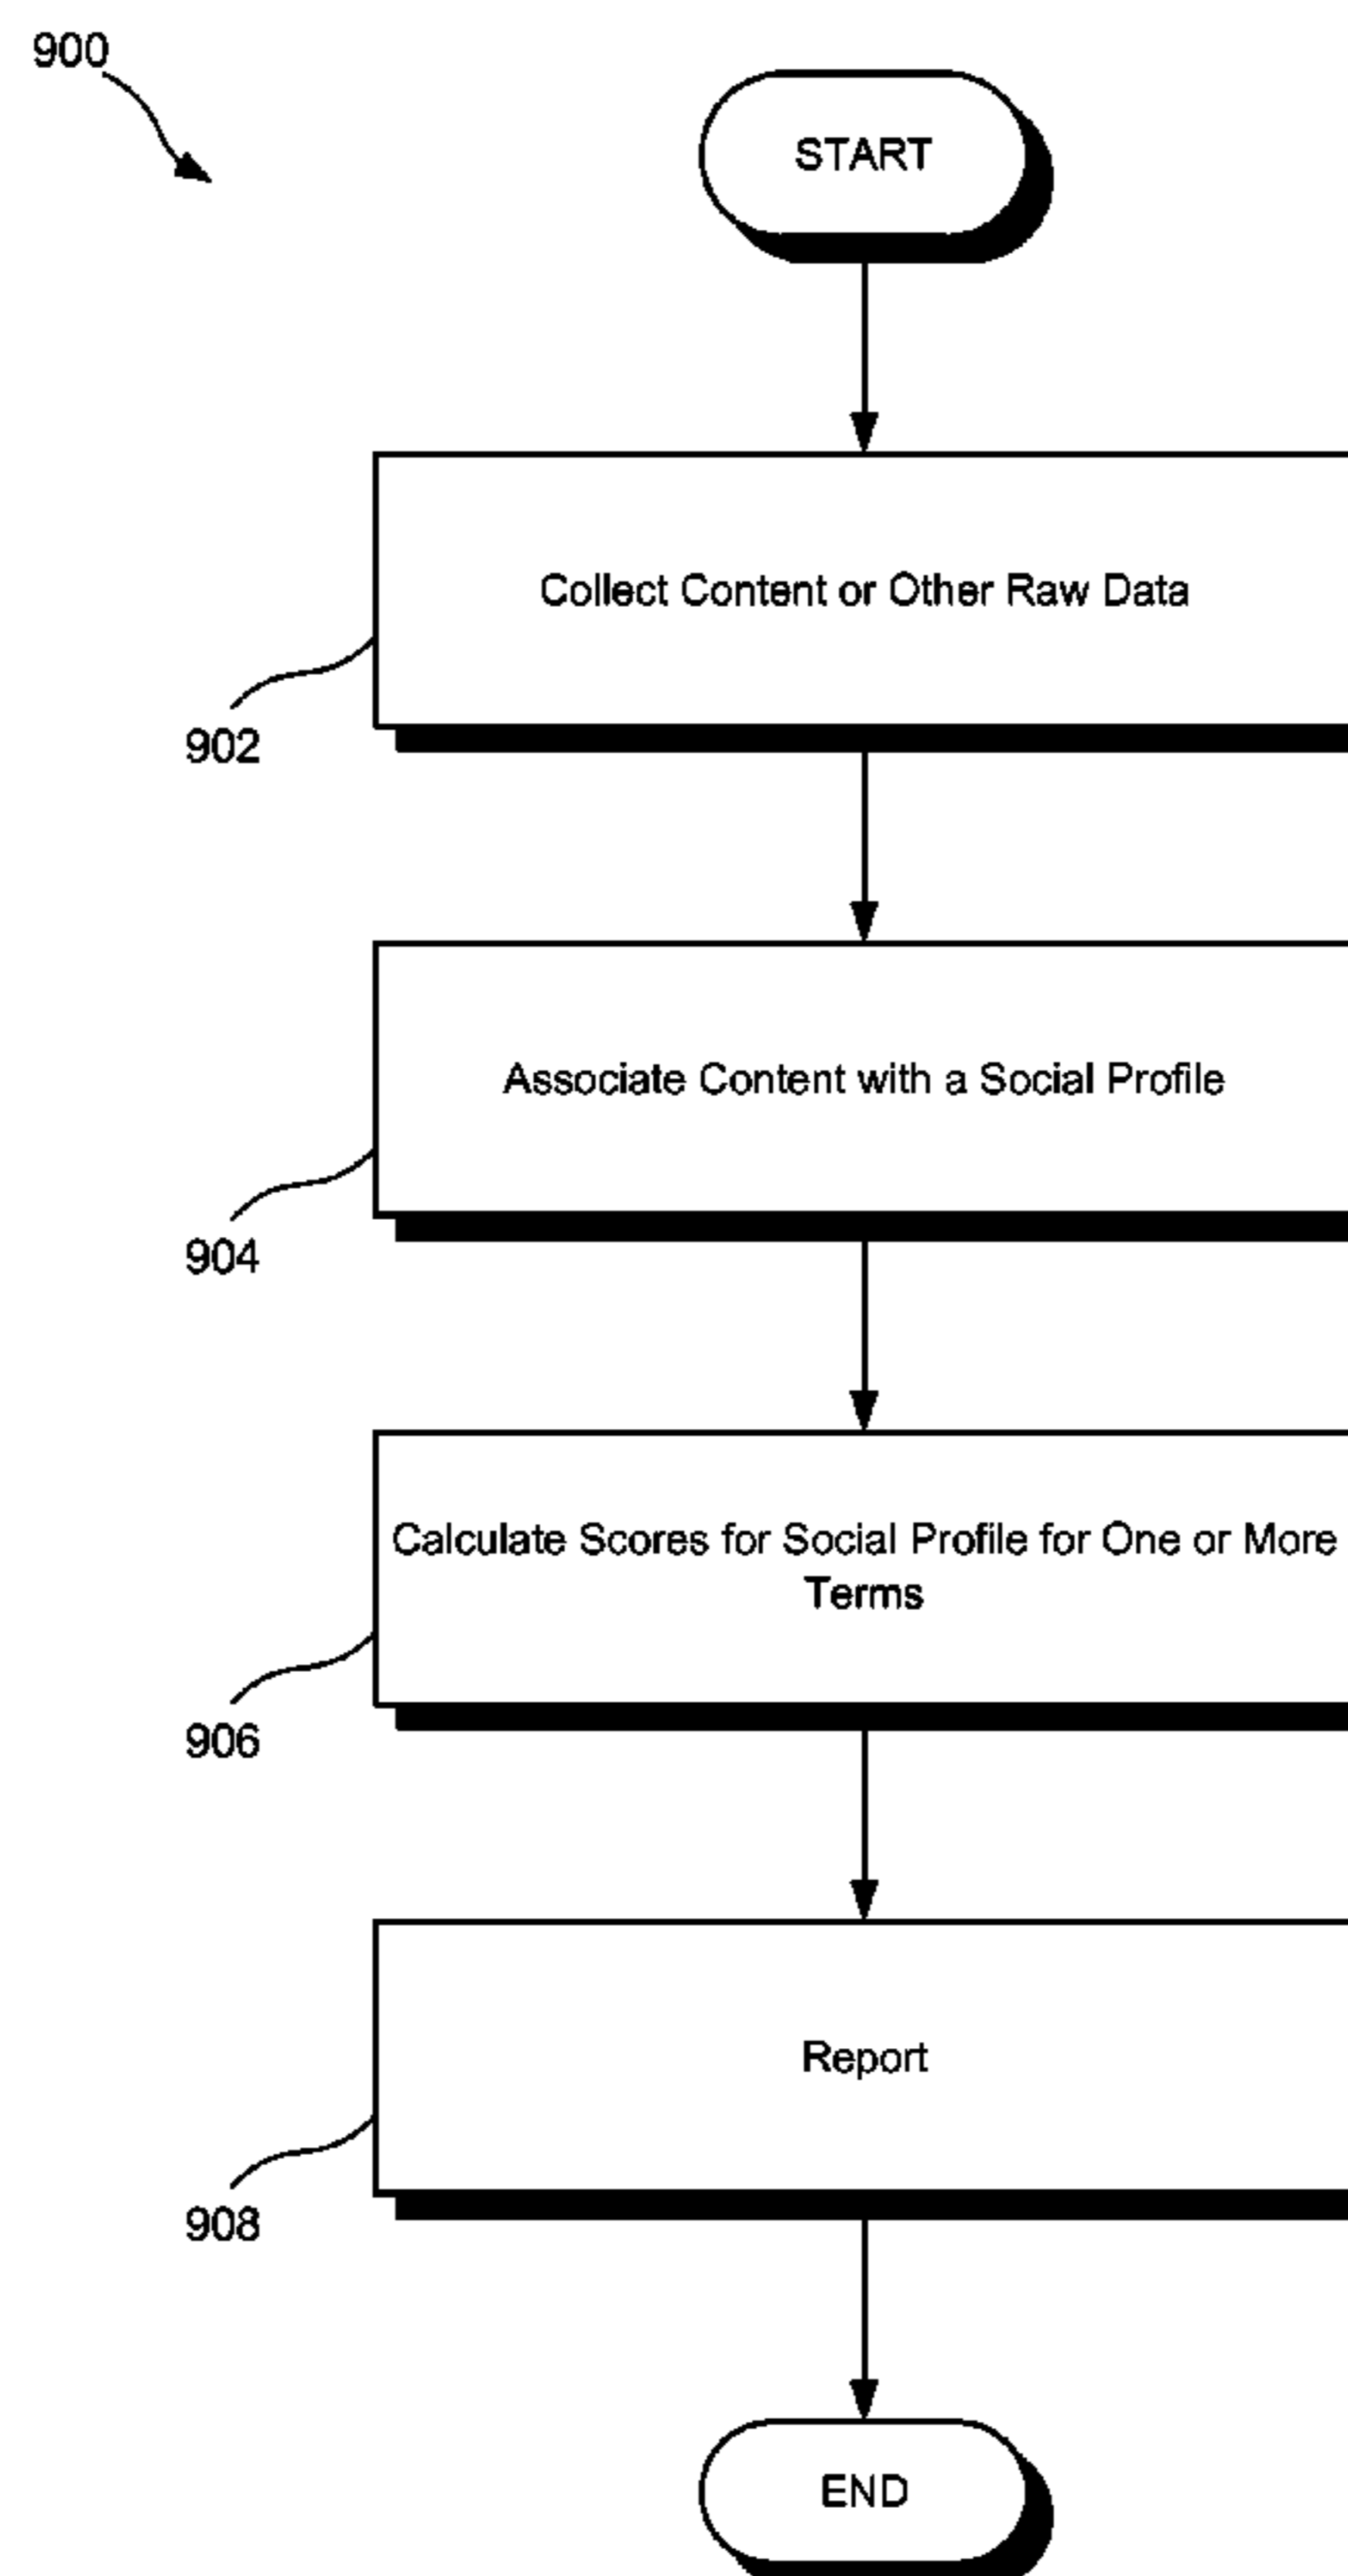 900
START
Collect Content or Other Raw Data
902
Associate Content with a Social Profile
904
Calculate Scores for Social Profile for One or More
Terms
906
Report
908
END